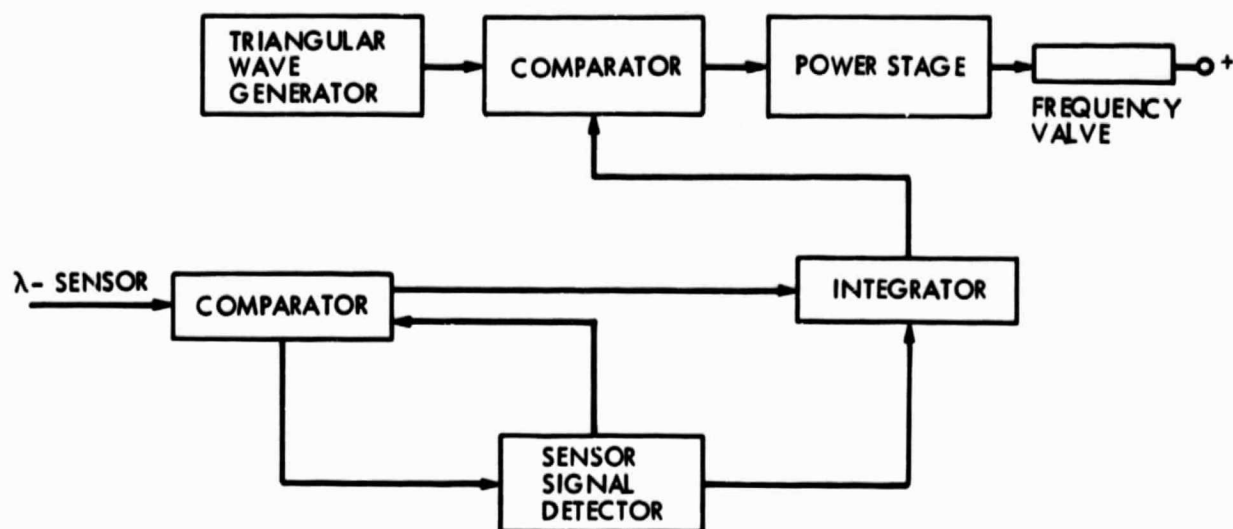 TRIANGULAR
WAVE
GENERATOR
COMPARATOR
POWER STAGE
+
FREQUENCY
VALVE
λ- SENSOR
COMPARATOR
INTEGRATOR
SENSOR
SIGNAL
DETECTOR